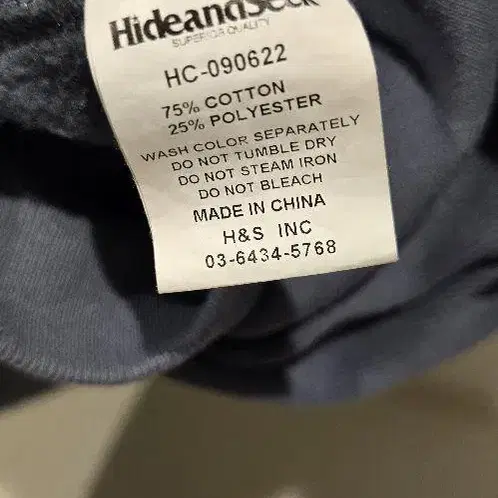 HideandSeek
SUPERIOR QUALITY
HC-090622
75% COTTON
25% POLYESTER
WASH COLOR SEPARATELY
DO NOT TUMBLE DRY
DO NOT STEAM IRON
DO NOT BLEACH
MADE IN CHINA
H&S INC
03-6434-5768